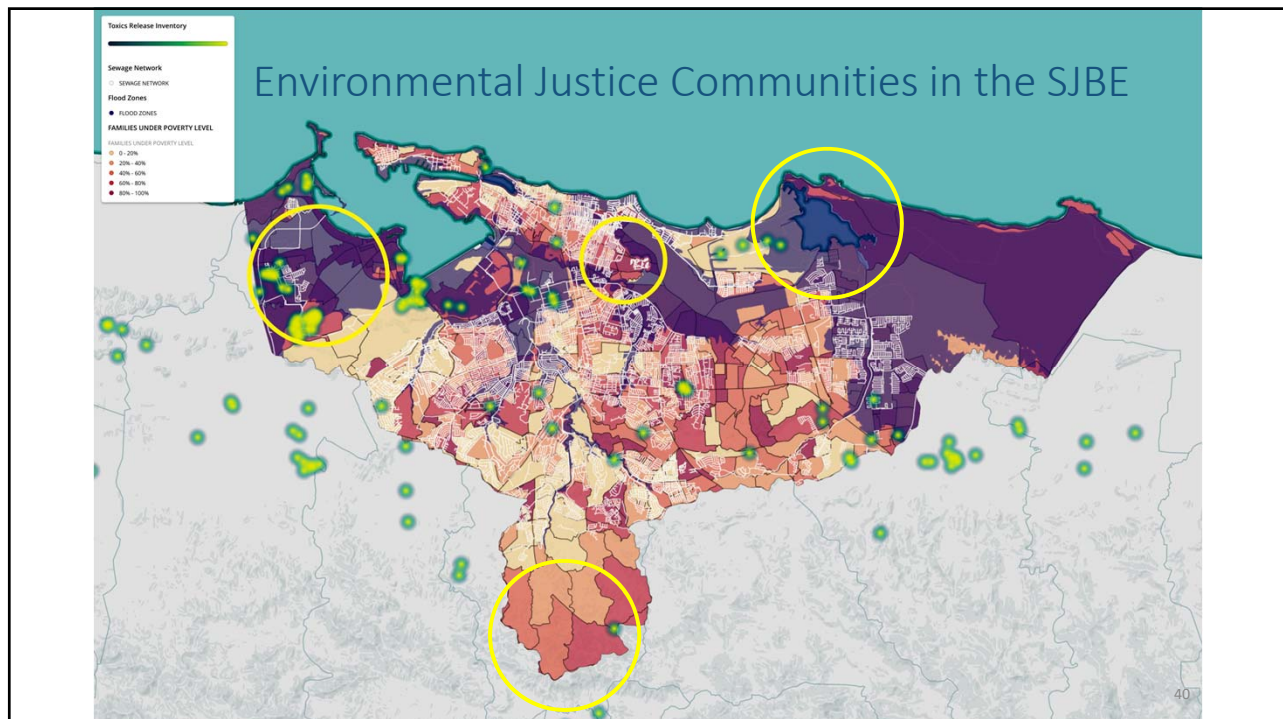 Toxics Release Inventory
Sewage Network
SEWAGE NETWORK
Flood Zones
FLOOD ZONES
FAMILIES UNDER POVERTY LEVEL
FAMILIES UNDER POVERTY LEVEL
0 - 20%
20% - 40%
40% - 60%
60% - 80%
80% - 100%
Environmental Justice Communities in the SJBE
40